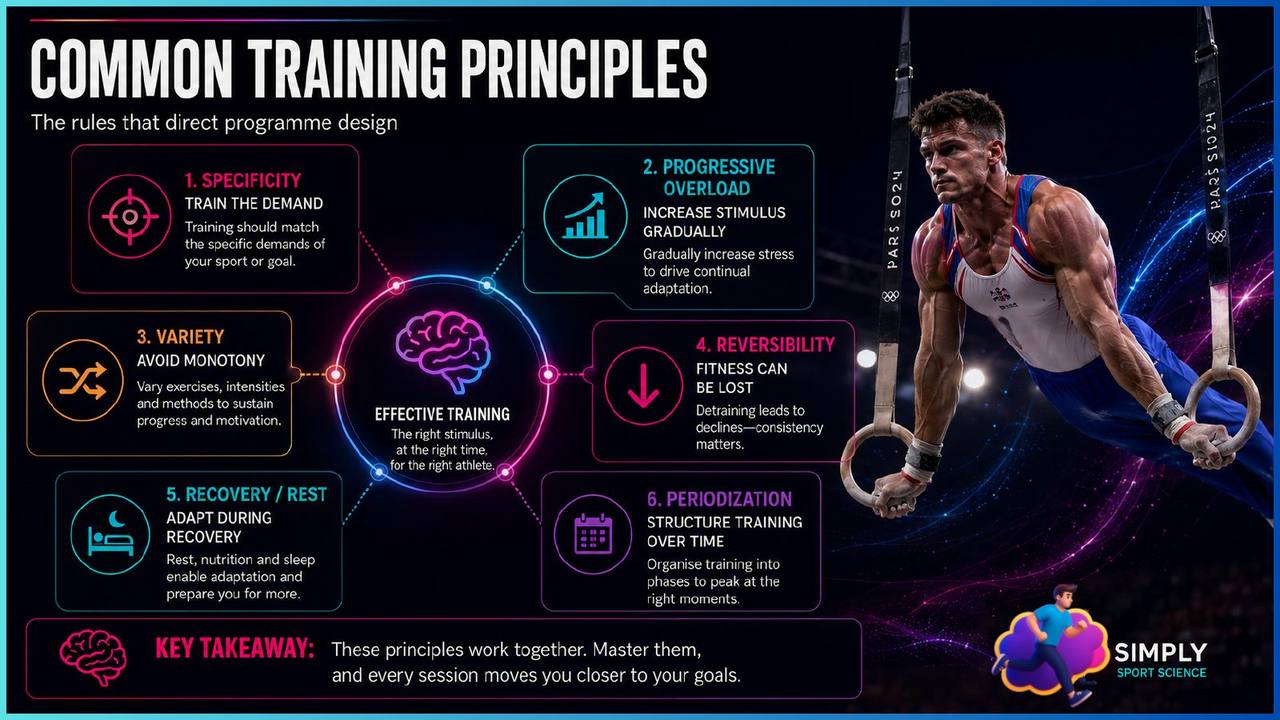 COMMON TRAINING PRINCIPLES
The rules that direct programme design
1. SPECIFICITY
TRAIN THE DEMAND
Training should match
the specific demands of
your sport or goal.
2. PROGRESSIVE
OVERLOAD
INCREASE STIMULUS
GRADUALLY
Gradually increase stress
to drive continual
adaptation.
3. VARIETY
AVOID MONOTONY
Vary exercises, intensities
and methods to sustain
progress and motivation.
4. REVERSIBILITY
FITNESS CAN
BE LOST
Detraining leads to
declines—consistency
matters.
EFFECTIVE TRAINING
The right stimulus,
at the right time,
for the right athlete.
5. RECOVERY / REST
ADAPT DURING
RECOVERY
Rest, nutrition and sleep
enable adaptation and
prepare you for more.
6. PERIODIZATION
STRUCTURE TRAINING
OVER TIME
Organise training into
phases to peak at the
right moments.
KEY TAKEAWAY:
These principles work together. Master them,
and every session moves you closer to your goals.
SIMPLY
SPORT SCIENCE